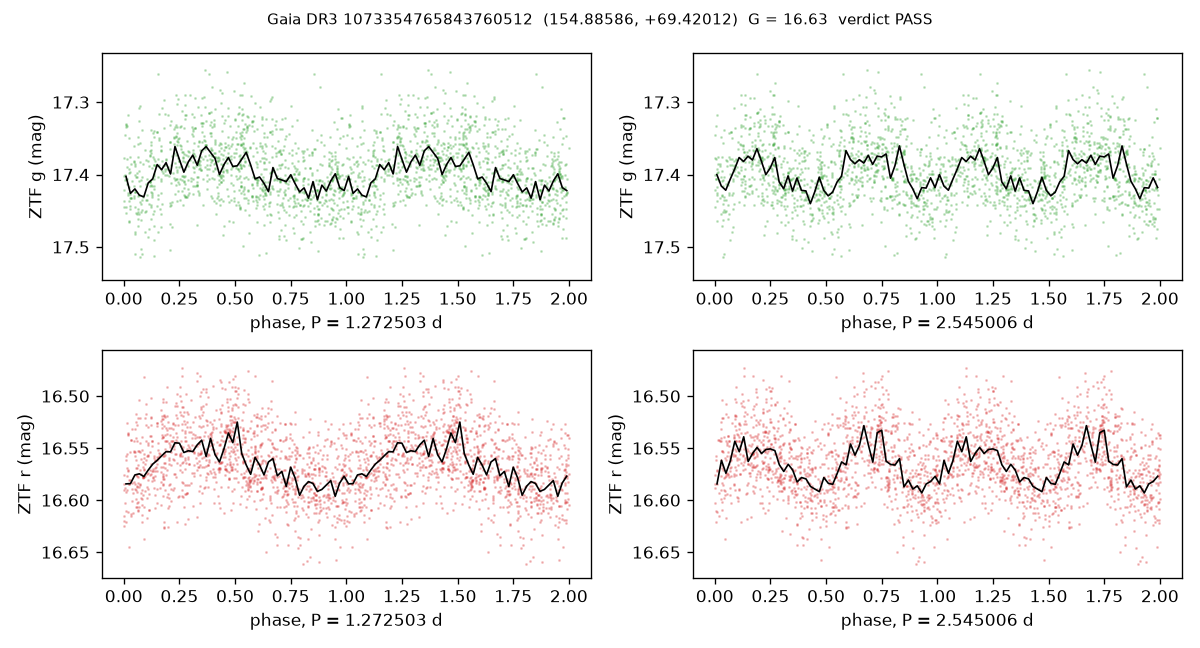 Gaia DR3 1073354765843760512 (154.88586, +69.42012) G = 16.63 verdict PASS
ZTF g (mag)
17.3
17.4
17.5
0.00 0.25 0.50 0.75 1.00 1.25 1.50 1.75 2.00
phase, P = 1.272503 d
ZTF g (mag)
17.3
17.4
17.5
0.00 0.25 0.50 0.75 1.00 1.25 1.50 1.75 2.00
phase, P = 2.545006 d
ZTF r (mag)
16.50
16.55
16.60
16.65
0.00 0.25 0.50 0.75 1.00 1.25 1.50 1.75 2.00
phase, P = 1.272503 d
ZTF r (mag)
16.50
16.55
16.60
16.65
0.00 0.25 0.50 0.75 1.00 1.25 1.50 1.75 2.00
phase, P = 2.545006 d